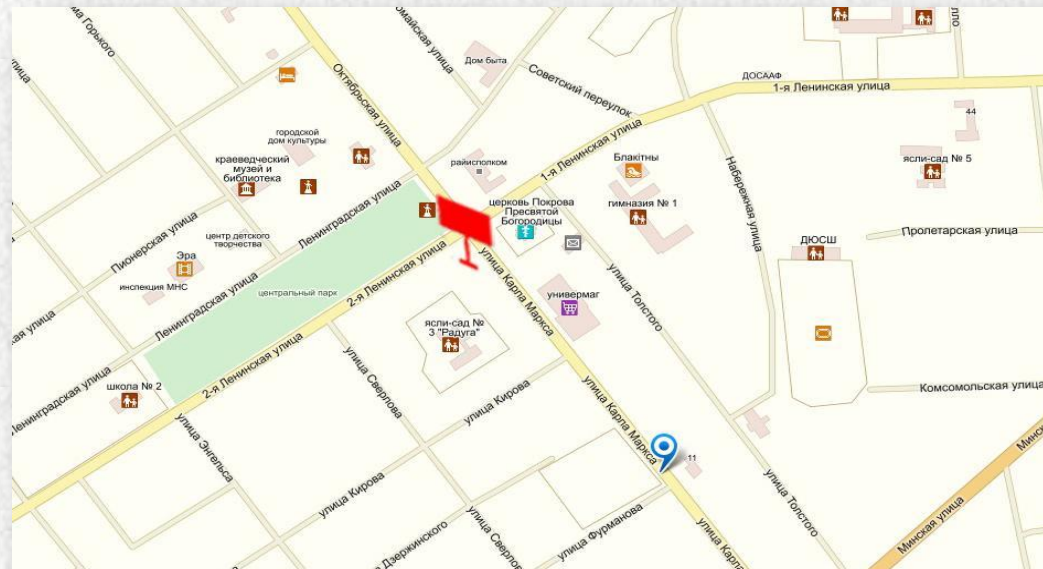 ма Горького
улица
Октябрьская улица
омайская улица
Дом быта
Советский переулок
ДОСААФ
1-я Ленинская улица
44
городской
дом культуры
краеведческий
музей и
библиотека
райисполком
1-я Ленинская улица
Блакітны
гимназия № 1
Набережная улица
ясли-сад № 5
церковь Покрова
Пресвятой
Богородицы
Ленинградская улица
Пионерская улица
центр детского
творчества
Эра
инспекция МНС
центральный парк
2-я Ленинская улица
улица Карла Маркса
улица Толстого
ДЮСШ
Пролетарская улица
универмаг
ясли-сад №
3 "Радуга"
ая улица
Ленинградская улица
2-я Ленинская улица
школа № 2
Ленинградская улица
улица Свердлова
улица Кирова
улица Карла Маркса
Комсомольская улица
Минск
улица Энгельса
11
улица Толстого
улица Кирова
Дзержинского
улица Сверло
улица Фурманова
улица Карла
Минская улица